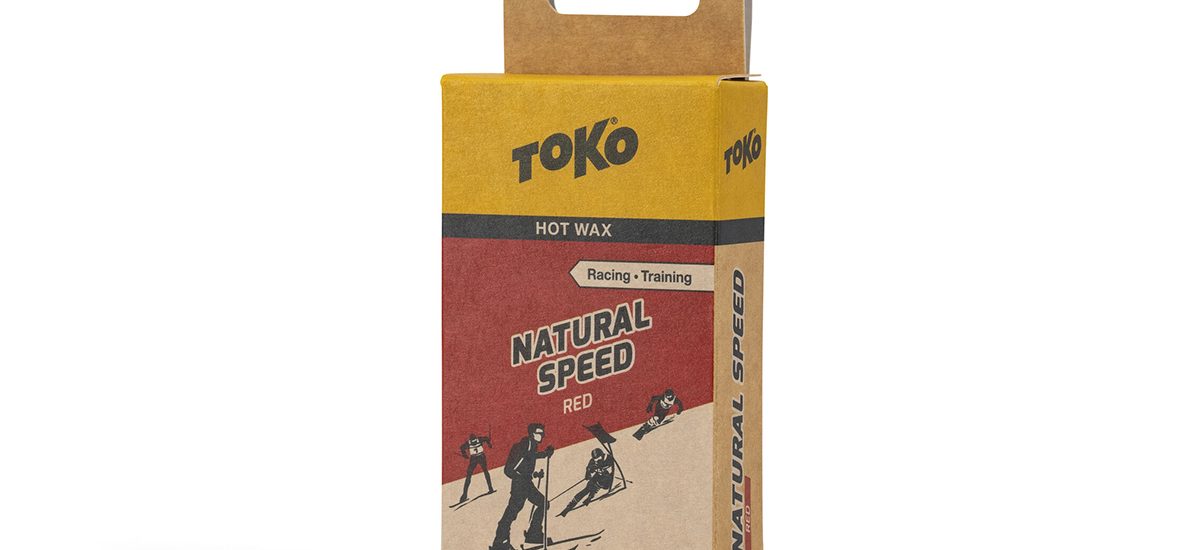 TOKO®
HOT WAX
Racing • Training
NATURAL
SPEED
RED
TOKO
NATURAL SPEED
RED